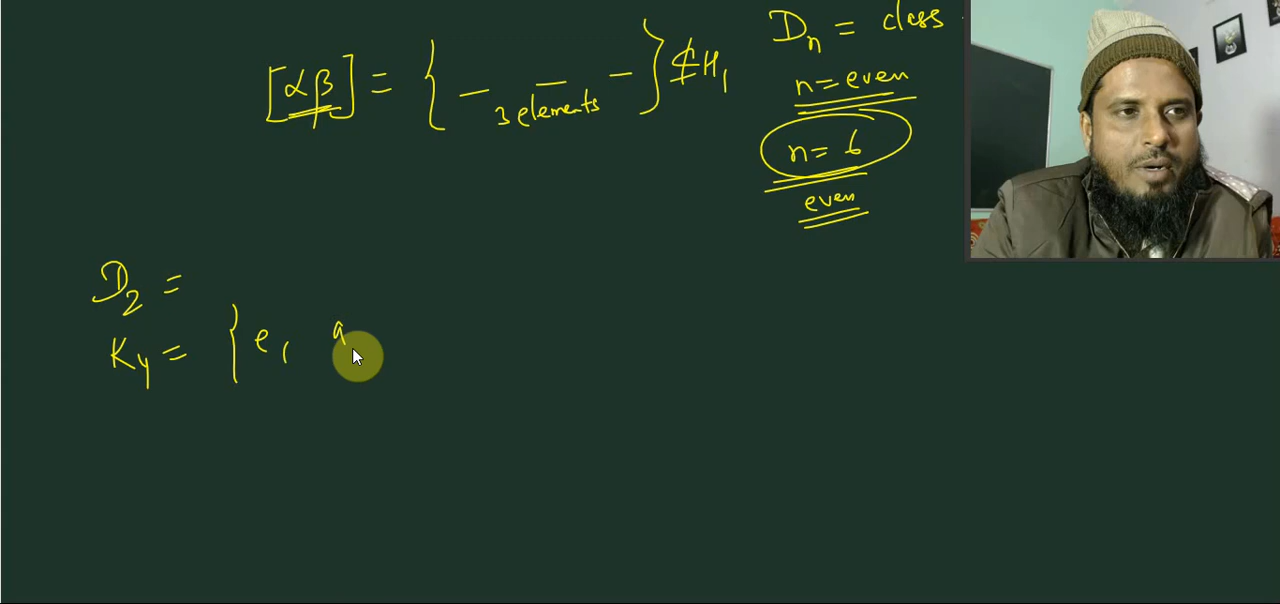 [αβ] = { — — — } ⊄ H₁
3 elements
Dₙ = class
n = even
n = 6
even
D₂ =
K₄ = { e, a